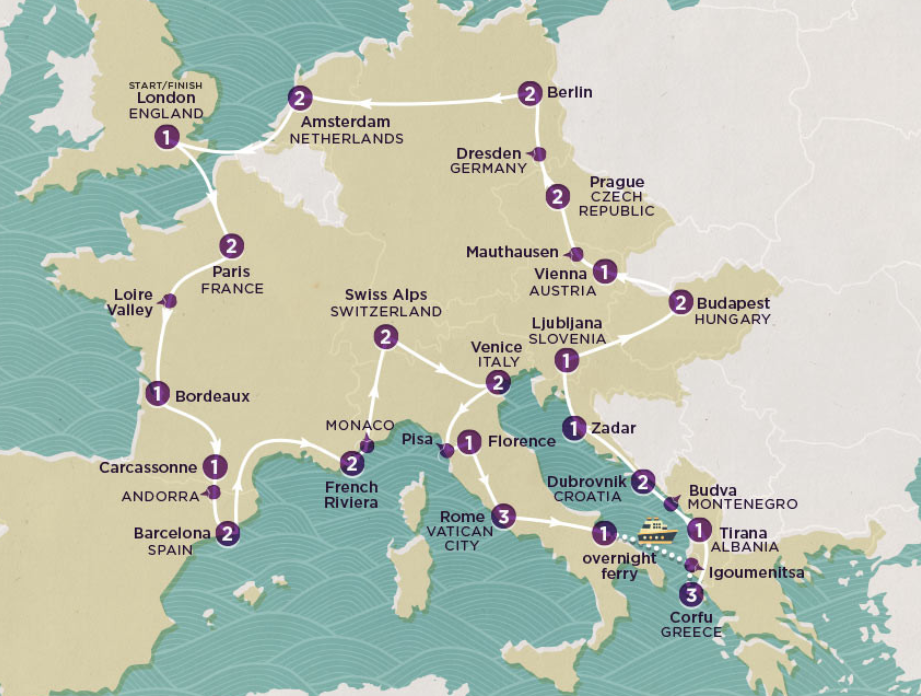 START/FINISH
London
ENGLAND
1
2
Amsterdam
NETHERLANDS
2
Berlin
Dresden
GERMANY
2
Prague
CZECH
REPUBLIC
Mauthausen
1
Vienna
AUSTRIA
2
Budapest
HUNGARY
2
Paris
FRANCE
Loire
Valley
Swiss Alps
SWITZERLAND
2
Ljubljana
SLOVENIA
1
Venice
ITALY
2
1
Bordeaux
MONACO
Pisa
1
Florence
1
Zadar
Carcassonne
1
ANDORRA
2
French
Riviera
Dubrovnik
CROATIA
2
Budva
MONTENEGRO
Barcelona
SPAIN
2
Rome
VATICAN
CITY
3
1
overnight
ferry
1
Tirana
ALBANIA
Igoumenitsa
3
Corfu
GREECE